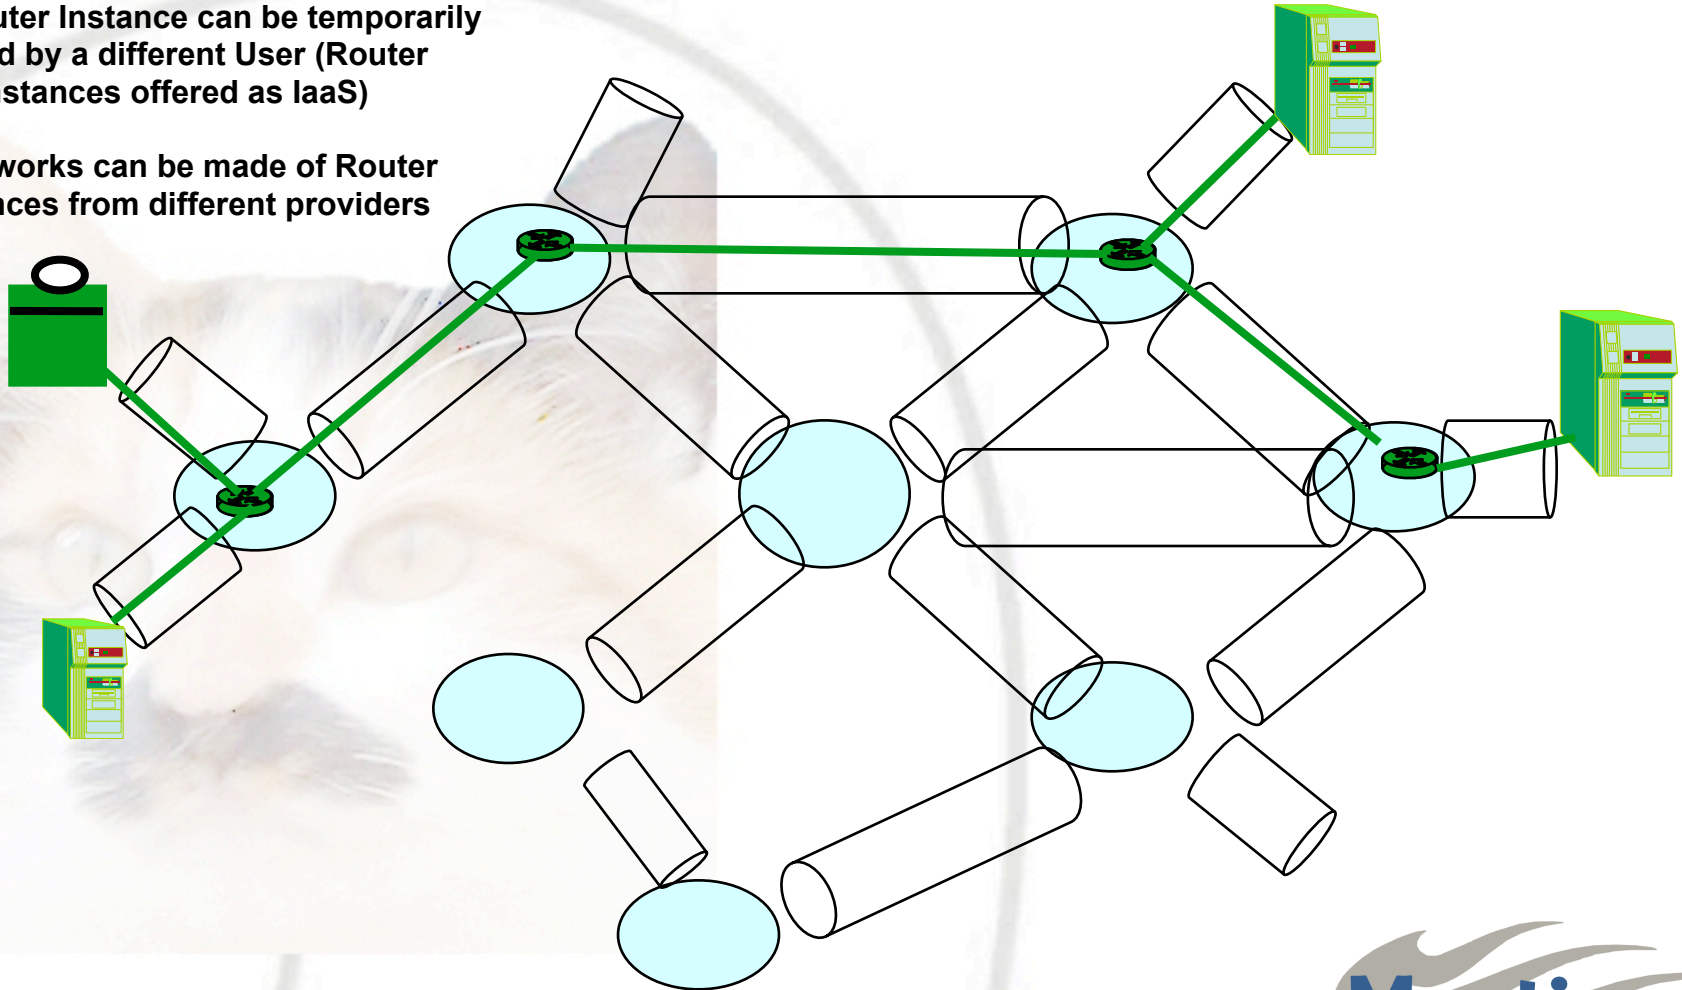 uter Instance can be temporarily
d by a different User (Router
nstances offered as IaaS)
works can be made of Router
nces from different providers